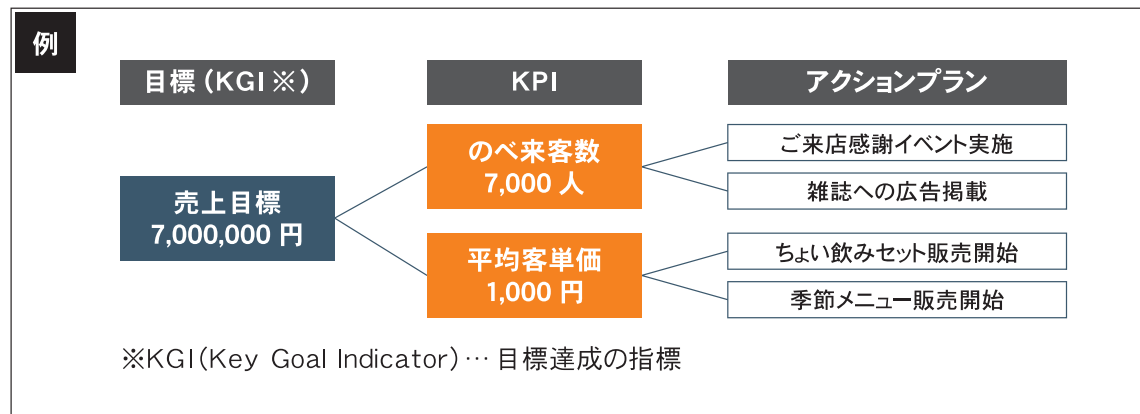 例
目標（KGI※）
KPI
アクションプラン
売上目標
7,000,000 円
のべ来客数
7,000 人
ご来店感謝イベント実施
雑誌への広告掲載
平均客単価
1,000 円
ちょい飲みセット販売開始
季節メニュー販売開始
※KGI（Key Goal Indicator）… 目標達成の指標